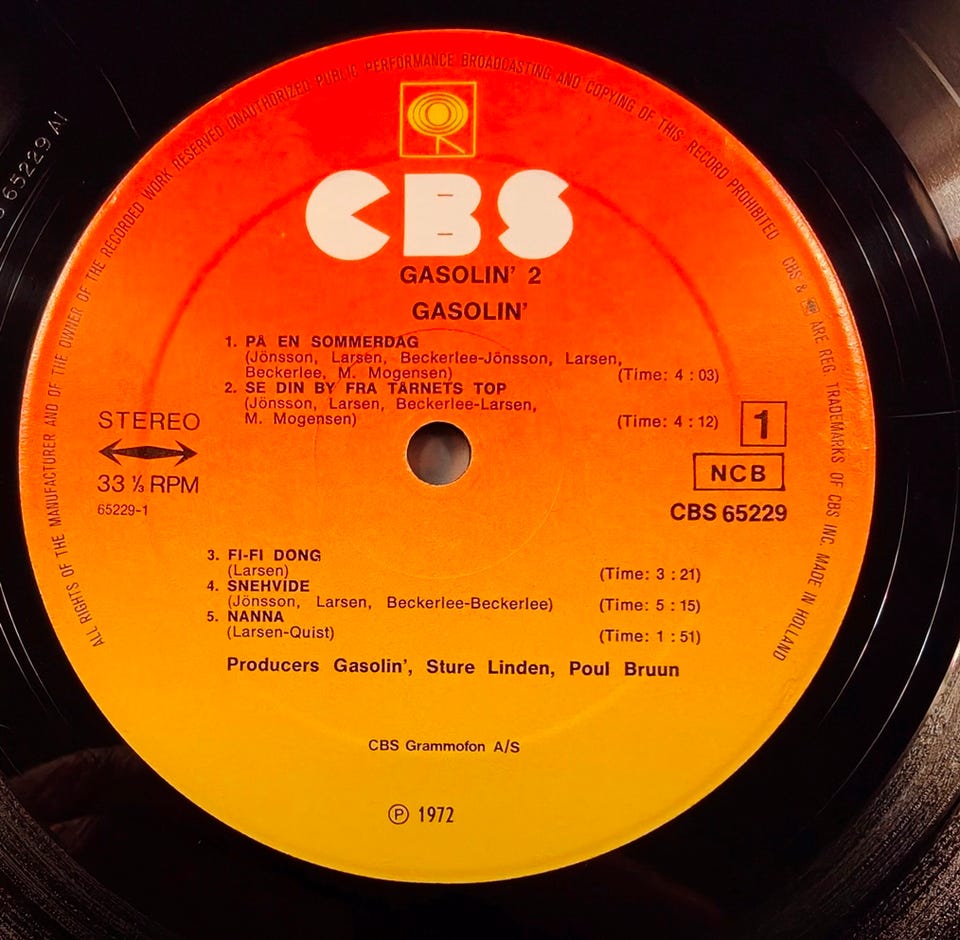 ALL RIGHTS OF THE MANUFACTURER AND OF THE OWNER OF THE RECORDED WORK RESERVED UNAUTHORIZED PUBLIC PERFORMANCE BROADCASTING AND COPYING OF THIS RECORD PROHIBITED
CBS & ARE REG. TRADEMARKS OF CBS INC. MADE IN HOLLAND
65229 A1
CBS
GASOLIN' 2
GASOLIN'
1. PÅ EN SOMMERDAG
(Jönsson, Larsen, Beckerlee-Jönsson, Larsen,
Beckerlee, M. Mogensen) (Time: 4 : 03)
2. SE DIN BY FRA TÅRNETS TOP
(Jönsson, Larsen, Beckerlee-Larsen,
M. Mogensen) (Time: 4 : 12)
STEREO
33 ⅓ RPM
65229-1
1
NCB
CBS 65229
3. FI-FI DONG
(Larsen) (Time: 3 : 21)
4. SNEHVIDE
(Jönsson, Larsen, Beckerlee-Beckerlee) (Time: 5 : 15)
5. NANNA
(Larsen-Quist) (Time: 1 : 51)
Producers Gasolin', Sture Linden, Poul Bruun
CBS Grammofon A/S
℗ 1972